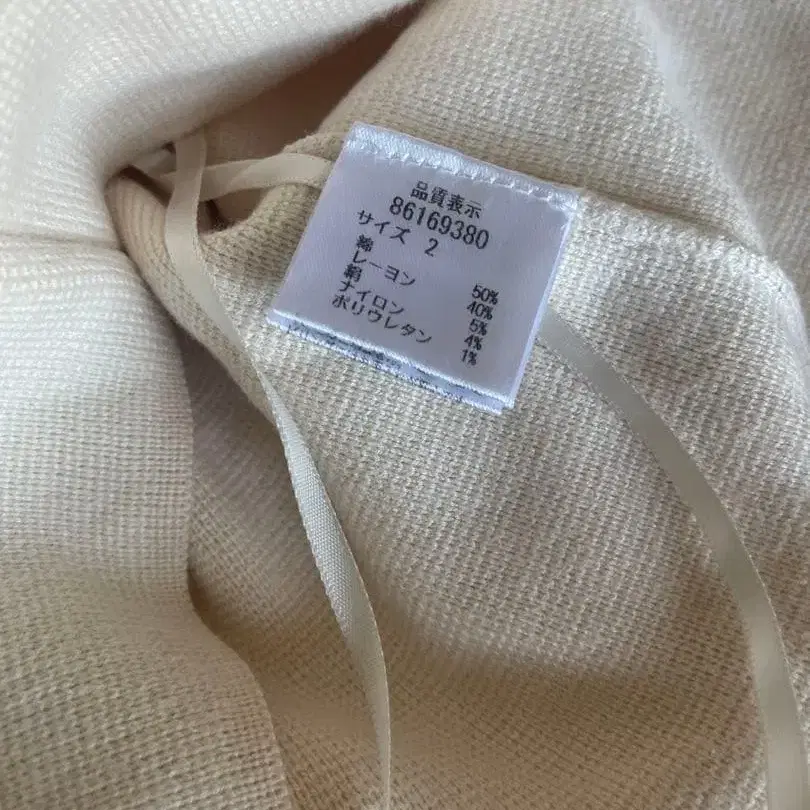 品質表示
86169380
サイズ 2
綿 50%
レーヨン 40%
絹 5%
ナイロン 4%
ポリウレタン 1%